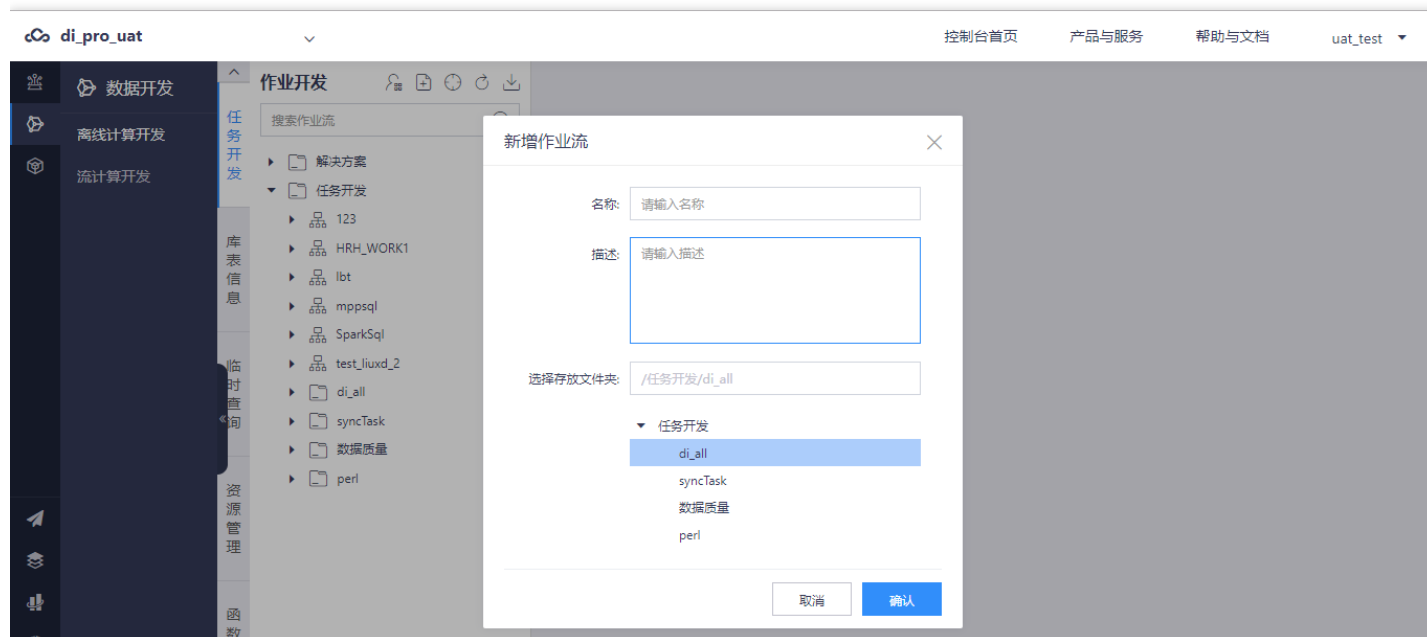 di_pro_uat
控制台首页
产品与服务
帮助与文档
uat_test
数据开发
离线计算开发
流计算开发
任务开发
库表信息
临时查询
资源管理
函数
作业开发
搜索作业流
解决方案
任务开发
123
HRH_WORK1
lbt
mppsql
SparkSql
test_liuxd_2
di_all
syncTask
数据质量
perl
新增作业流
名称: 请输入名称
描述: 请输入描述
选择存放文件夹: /任务开发/di_all
任务开发
di_all
syncTask
数据质量
perl
取消
确认